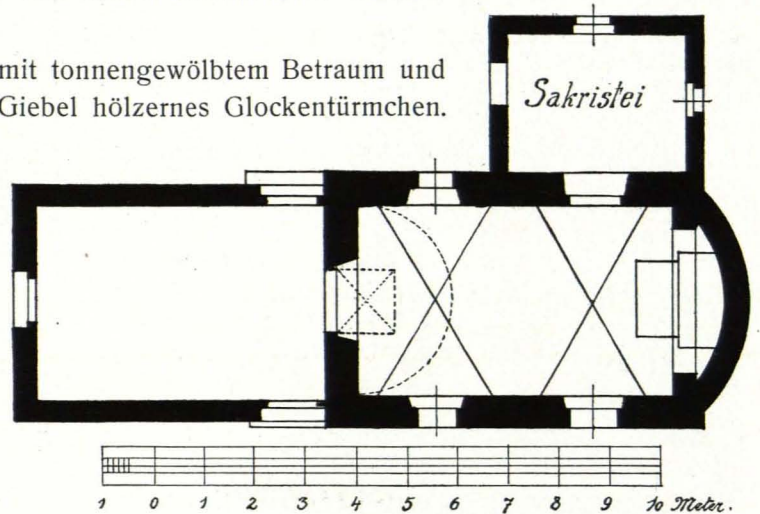 mit tonnengewölbtem Betraum und
Giebel hölzernes Glockentürmchen.
Sakristei
1 0 1 2 3 4 5 6 7 8 9 10 Meter.